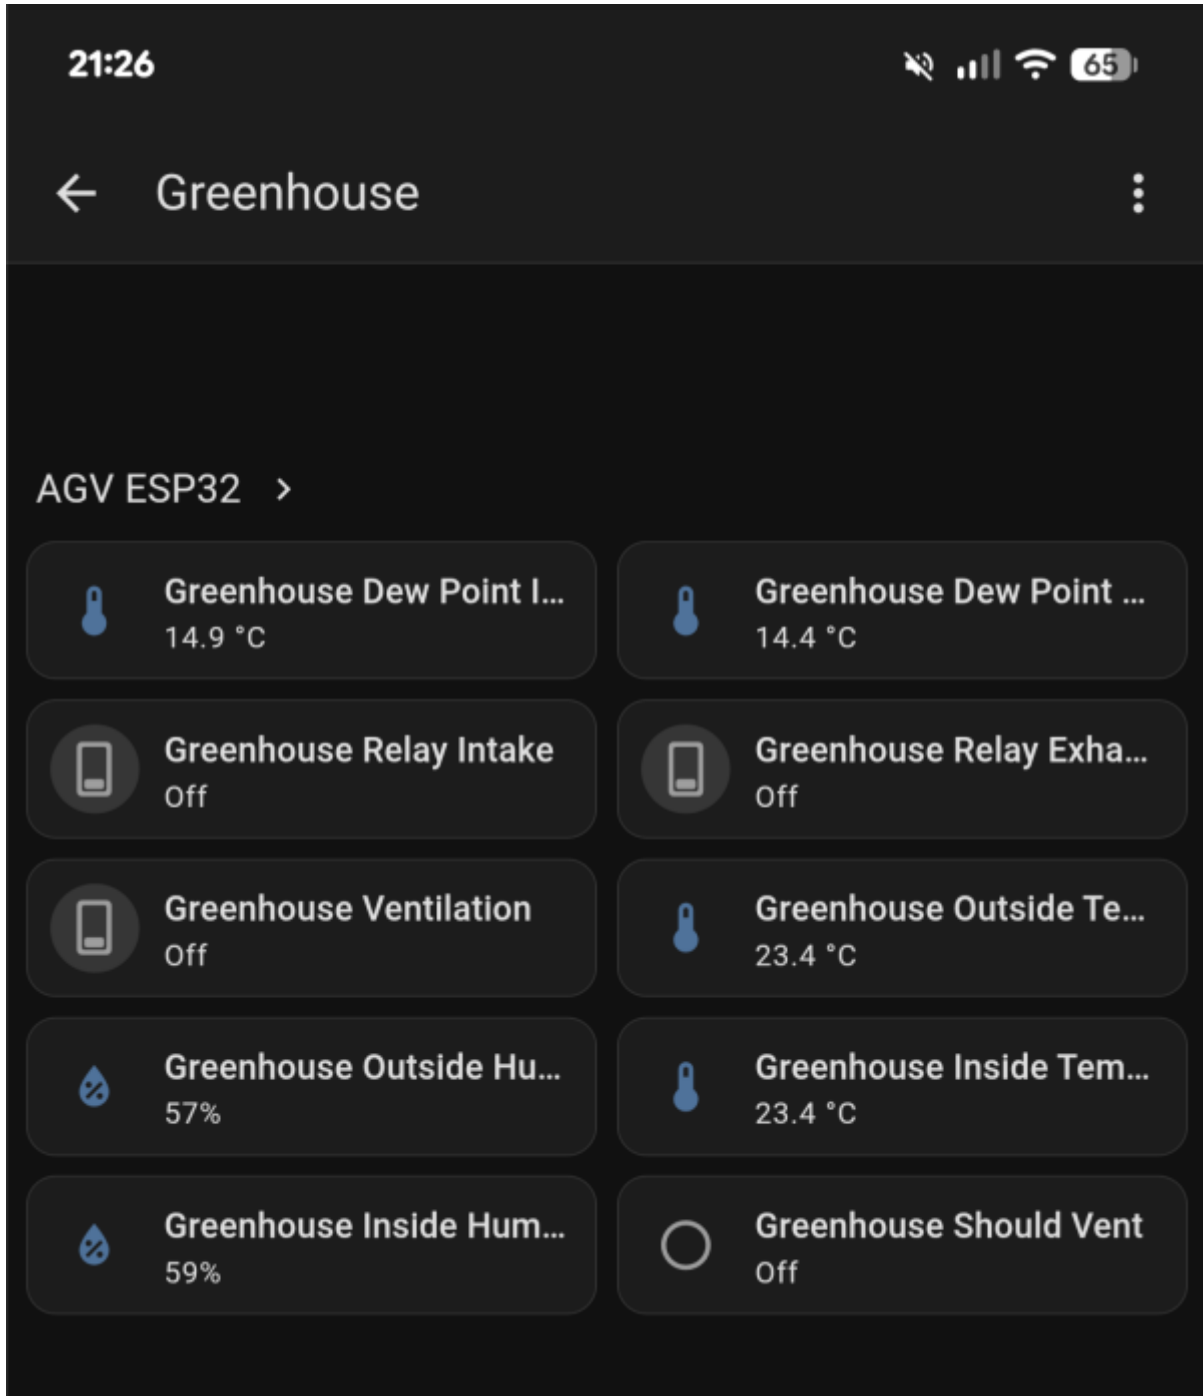 21:26
65
Greenhouse
AGV ESP32
Greenhouse Dew Point I...
14.9 °C
Greenhouse Dew Point ...
14.4 °C
Greenhouse Relay Intake
Off
Greenhouse Relay Exha...
Off
Greenhouse Ventilation
Off
Greenhouse Outside Te...
23.4 °C
Greenhouse Outside Hu...
57%
Greenhouse Inside Tem...
23.4 °C
Greenhouse Inside Hum...
59%
Greenhouse Should Vent
Off